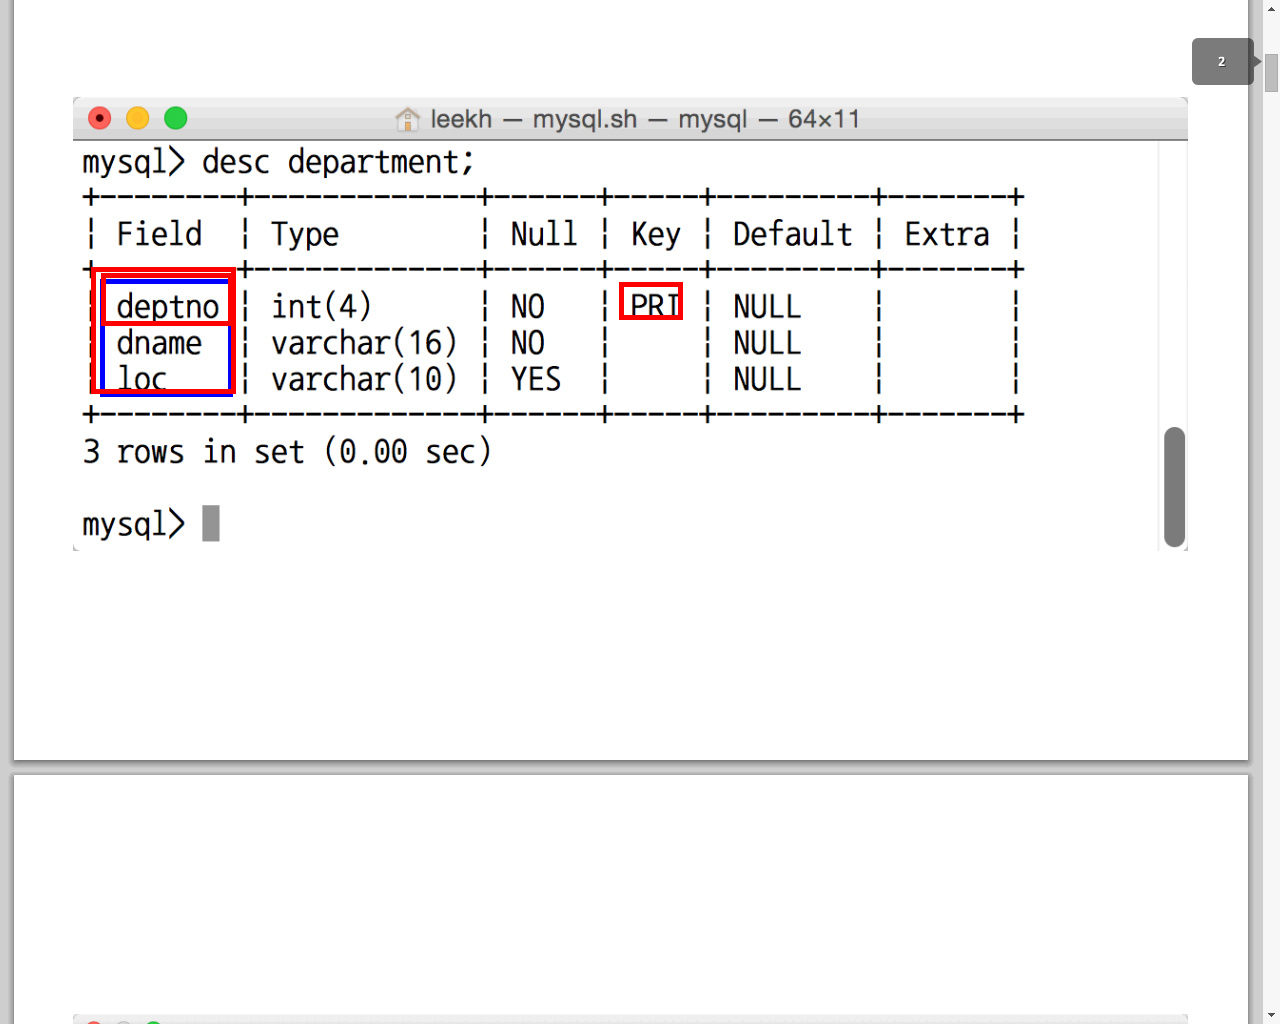 2
leekh — mysql.sh — mysql — 64×11
mysql> desc department;
+--------+-------------+------+-----+---------+-------+
| Field  | Type        | Null | Key | Default | Extra |
+--------+-------------+------+-----+---------+-------+
| deptno | int(4)      | NO   | PRI | NULL    |       |
| dname  | varchar(16) | NO   |     | NULL    |       |
| loc    | varchar(10) | YES  |     | NULL    |       |
+--------+-------------+------+-----+---------+-------+
3 rows in set (0.00 sec)
mysql>